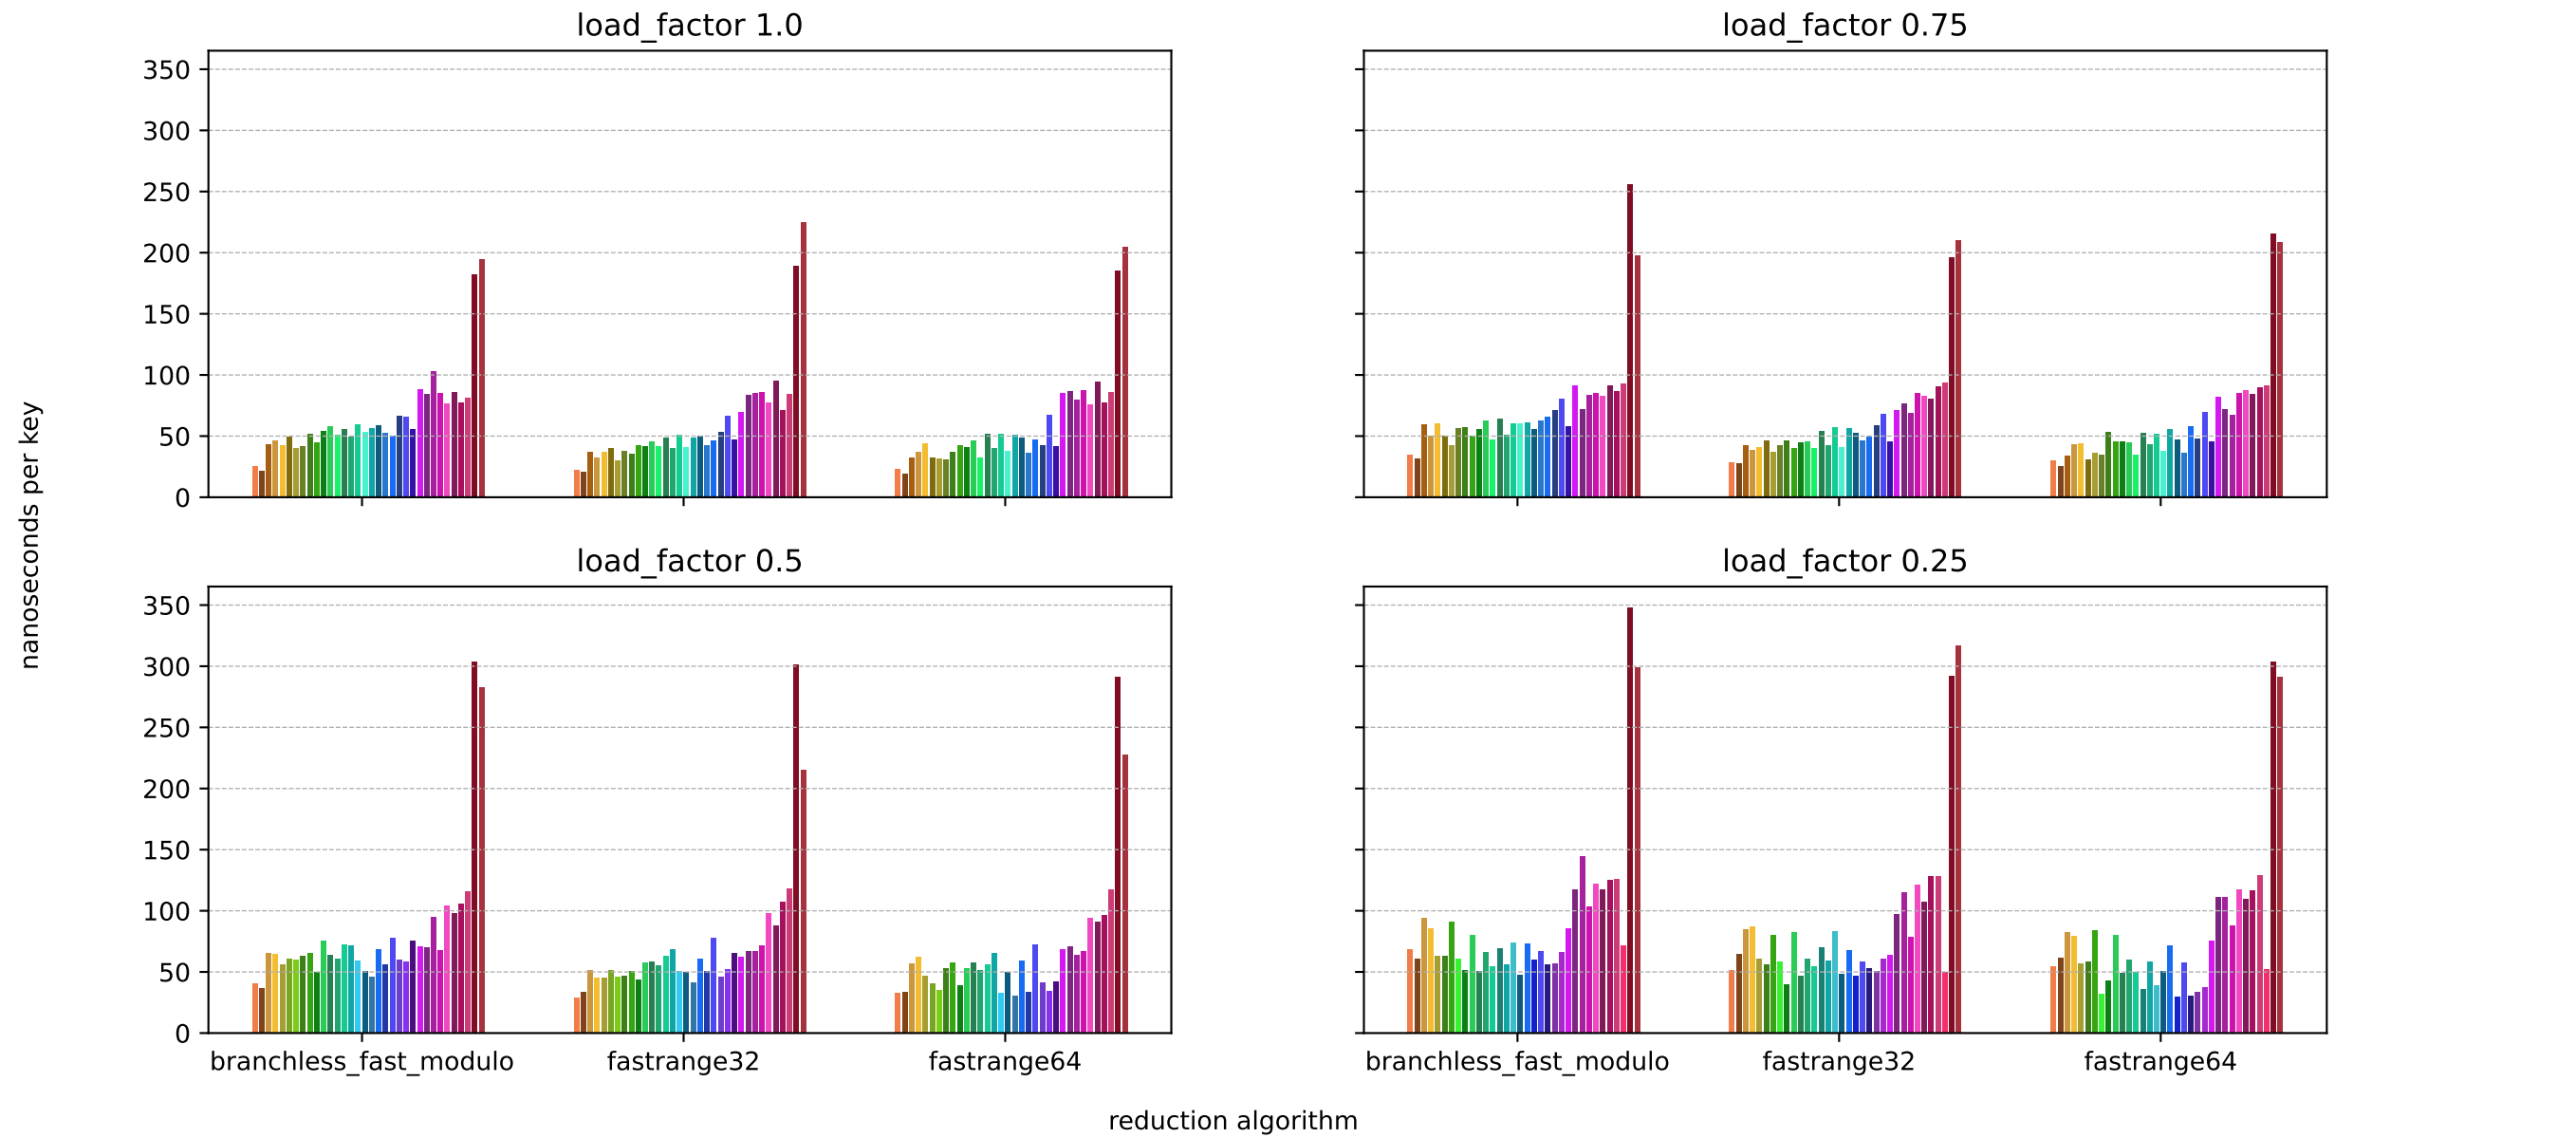 load_factor 1.0
load_factor 0.75
350
300
250
200
150
100
50
0
nanoseconds per key
load_factor 0.5
load_factor 0.25
350
300
250
200
150
100
50
0
branchless_fast_modulo
fastrange32
fastrange64
branchless_fast_modulo
fastrange32
fastrange64
reduction algorithm